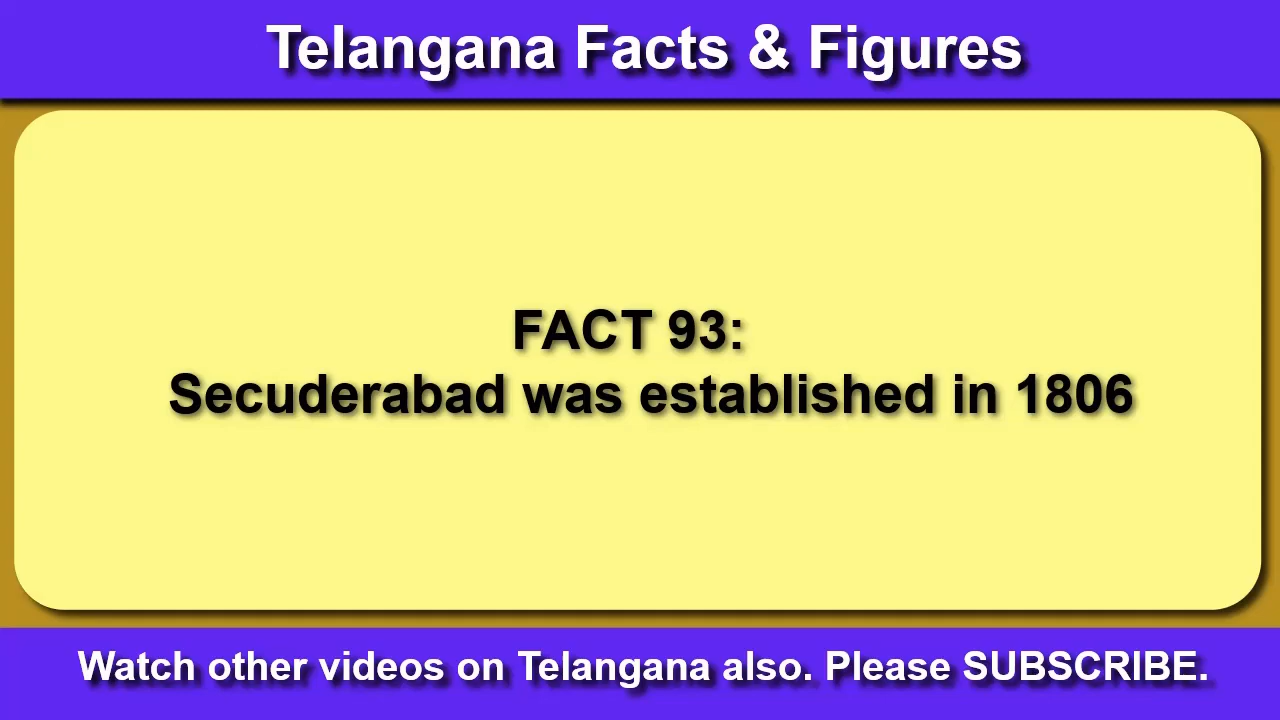 Telangana Facts & Figures
FACT 93:
Secuderabad was established in 1806
Watch other videos on Telangana also. Please SUBSCRIBE.